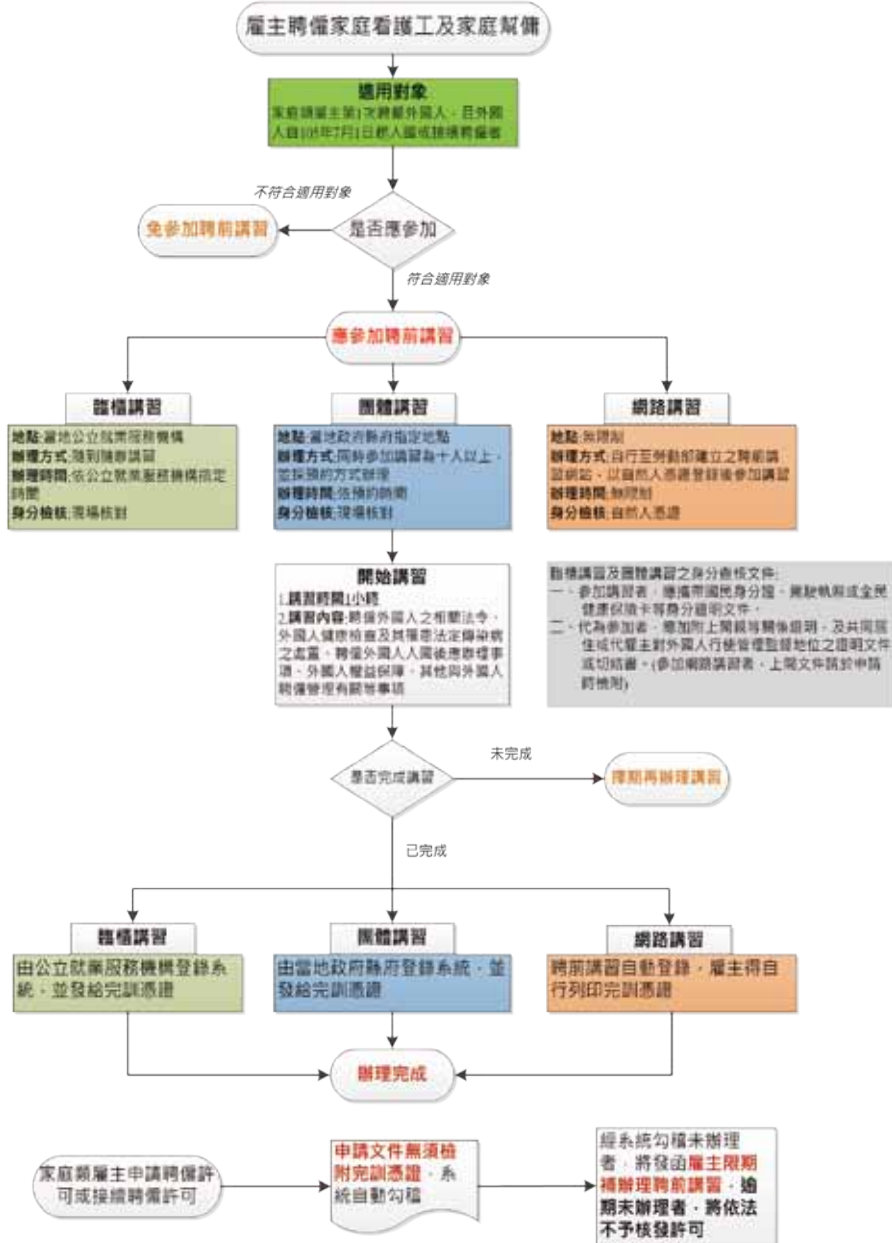 雇主聘僱家庭看護工及家庭幫傭
適用對象
家庭類雇主第1次聘僱外國人，且外國
人自105年7月1日起入國或接續聘僱者
不符合適用對象
免參加聘前講習
是否應參加
符合適用對象
應參加聘前講習
臨櫃講習
地點:當地公立就業服務機構
辦理方式:隨到隨辦講習
辦理時間:依公立就業服務機構指定
時間
身分檢核:現場核對
團體講習
地點:當地政府縣府指定地點
辦理方式:同時參加講習為十人以上，
並採預約方式辦理
辦理時間:依預約時間
身分檢核:現場核對
網路講習
地點:無限制
辦理方式:自行至勞動部建立之聘前講
習網站，以自然人憑證登錄後參加講習
辦理時間:無限制
身分檢核:自然人憑證
開始講習
1.講習時間1小時
2.講習內容:聘僱外國人之相關法令、
外國人健康檢查及其罹患法定傳染病
之處置、聘僱外國人入國後應辦理事
項、外國人權益保障、其他與外國人
聘僱管理有關等事項
臨櫃講習及團體講習之身分查核文件:
一、參加講習者，應攜帶國民身分證、駕駛執照或全民
健康保險卡等身分證明文件。
二、代為參加者，應加附上開親等關係證明，及共同居
住或代雇主對外國人行使管理監督地位之證明文件
或切結書。(參加網路講習者，上開文件請於申請
時檢附)
是否完成講習
未完成
擇期再辦理講習
已完成
臨櫃講習
由公立就業服務機構登錄系
統，並發給完訓憑證
團體講習
由當地政府縣府登錄系統，並
發給完訓憑證
網路講習
聘前講習自動登錄，雇主得自
行列印完訓憑證
辦理完成
家庭類雇主申請聘僱許
可或接續聘僱許可
申請文件無須檢
附完訓憑證，系
統自動勾稽
經系統勾稽未辦理
者，將發函雇主限期
補辦理聘前講習，逾
期未辦理者，將依法
不予核發許可